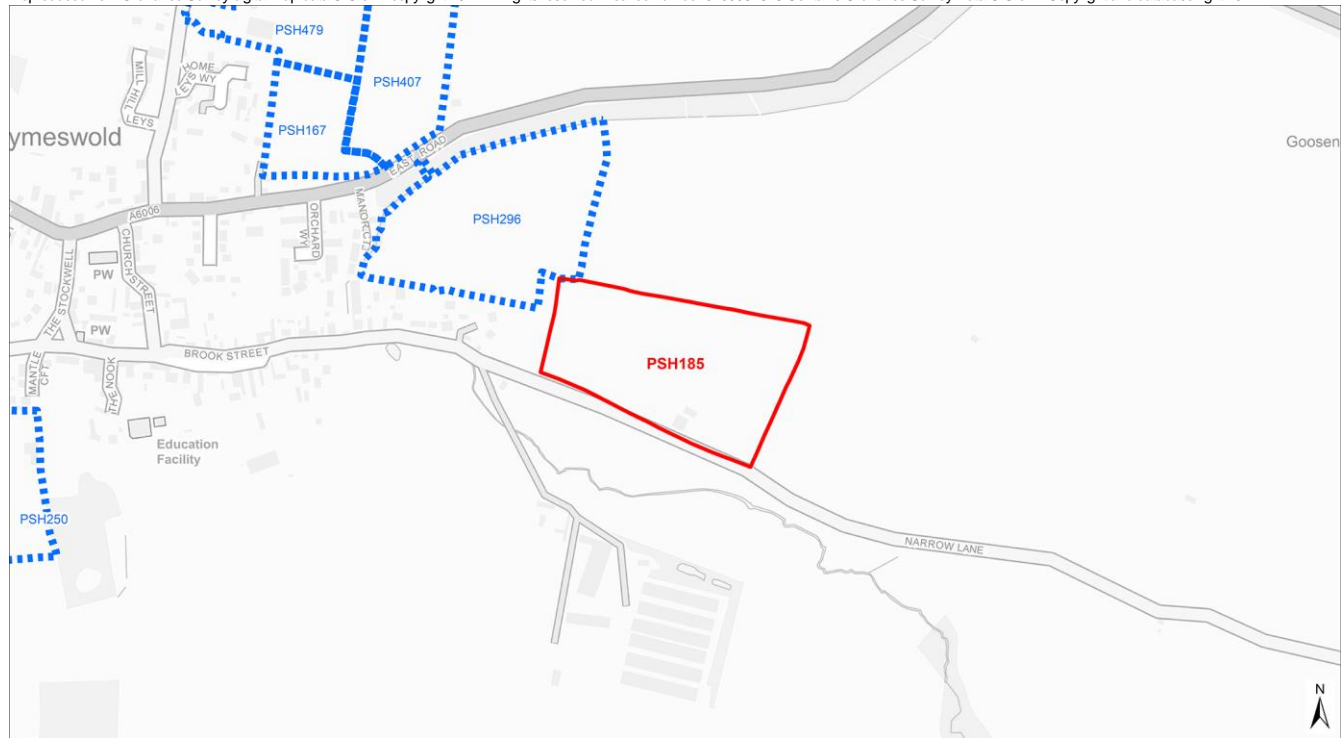 PSH479
PSH407
HOME
WY
LEYS
MILL HILL
LEYS
PSH167
ymeswold
EAST ROAD
Goosen
PSH296
MANOR CT
ORCHARD
WY
A6006
CHURCH STREET
PW
THE STOCKWELL
PW
BROOK STREET
MANTLE
CFT
THE NOOK
PSH185
Education
Facility
PSH250
NARROW LANE
N